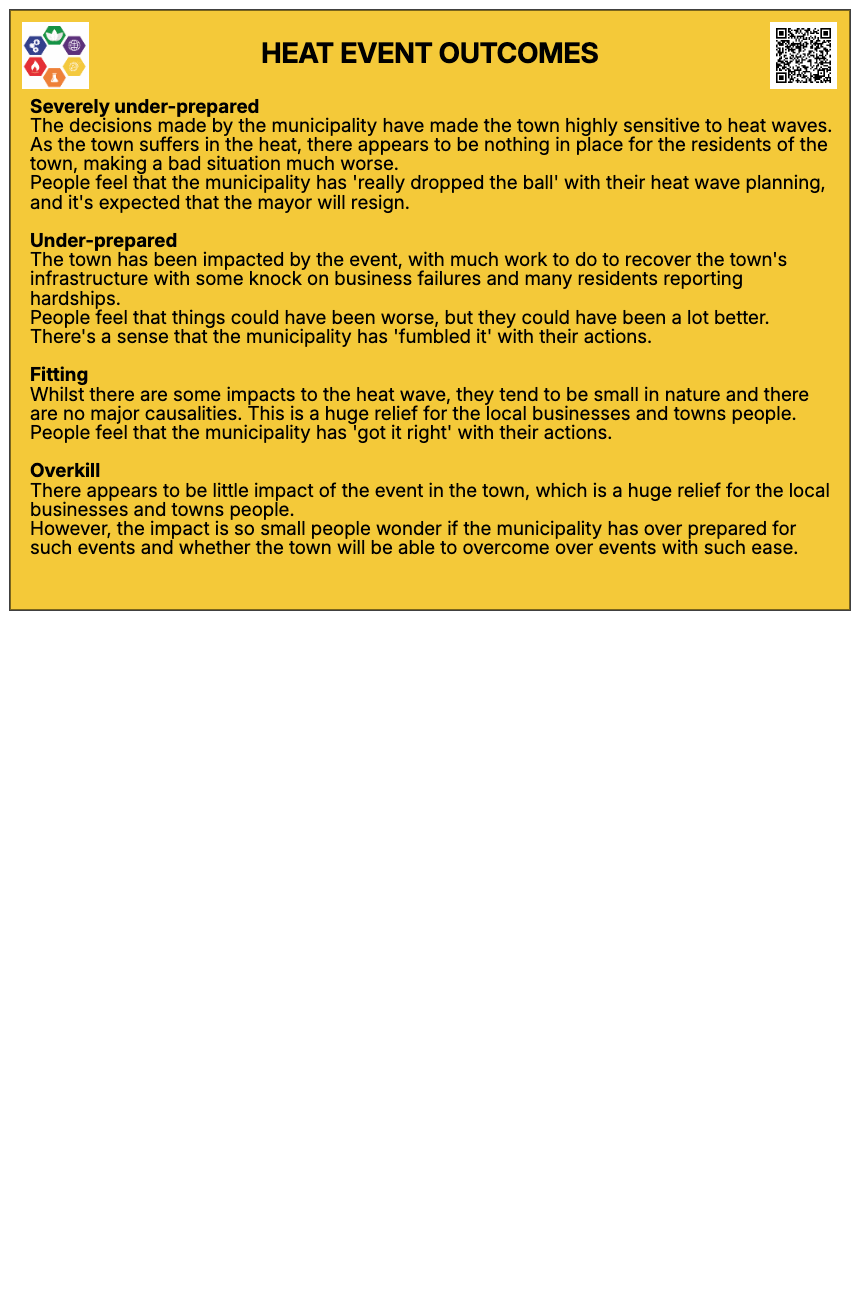 HEAT EVENT OUTCOMES
Severely under-prepared
The decisions made by the municipality have made the town highly sensitive to heat waves.
As the town suffers in the heat, there appears to be nothing in place for the residents of the
town, making a bad situation much worse.
People feel that the municipality has 'really dropped the ball' with their heat wave planning,
and it's expected that the mayor will resign.
Under-prepared
The town has been impacted by the event, with much work to do to recover the town's
infrastructure with some knock on business failures and many residents reporting
hardships.
People feel that things could have been worse, but they could have been a lot better.
There's a sense that the municipality has 'fumbled it' with their actions.
Fitting
Whilst there are some impacts to the heat wave, they tend to be small in nature and there
are no major causalities. This is a huge relief for the local businesses and towns people.
People feel that the municipality has 'got it right' with their actions.
Overkill
There appears to be little impact of the event in the town, which is a huge relief for the local
businesses and towns people.
However, the impact is so small people wonder if the municipality has over prepared for
such events and whether the town will be able to overcome over events with such ease.